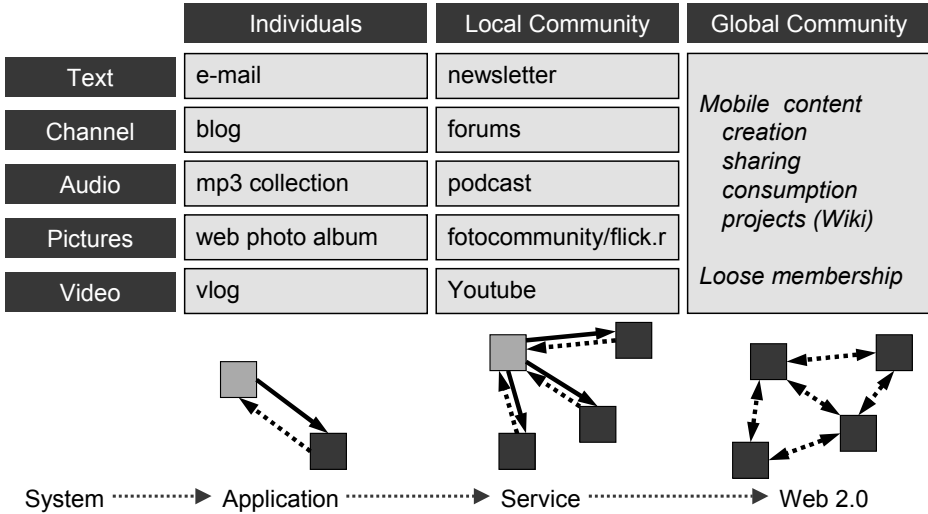 Individuals Local Community Global Community
Text e-mail newsletter
Channel blog forums
Audio mp3 collection podcast
Pictures web photo album fotocommunity/flick.r
Video vlog Youtube
Mobile content
creation
sharing
consumption
projects (Wiki)
Loose membership
System Application Service Web 2.0